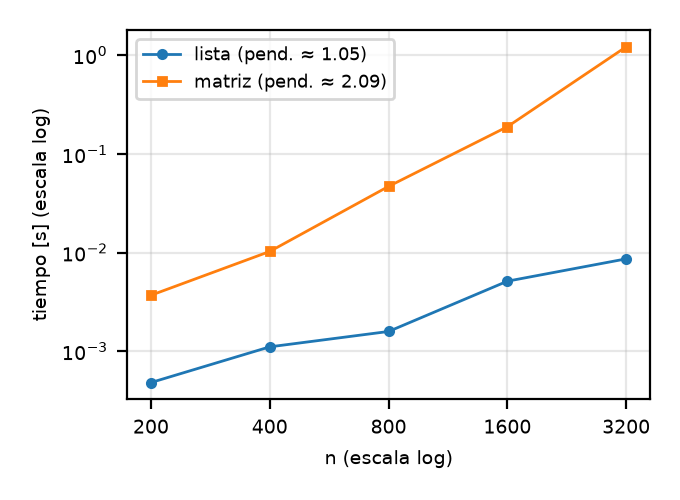 lista (pend. ≈ 1.05)
matriz (pend. ≈ 2.09)
tiempo [s] (escala log)
10⁰
10⁻¹
10⁻²
10⁻³
200 400 800 1600 3200
n (escala log)